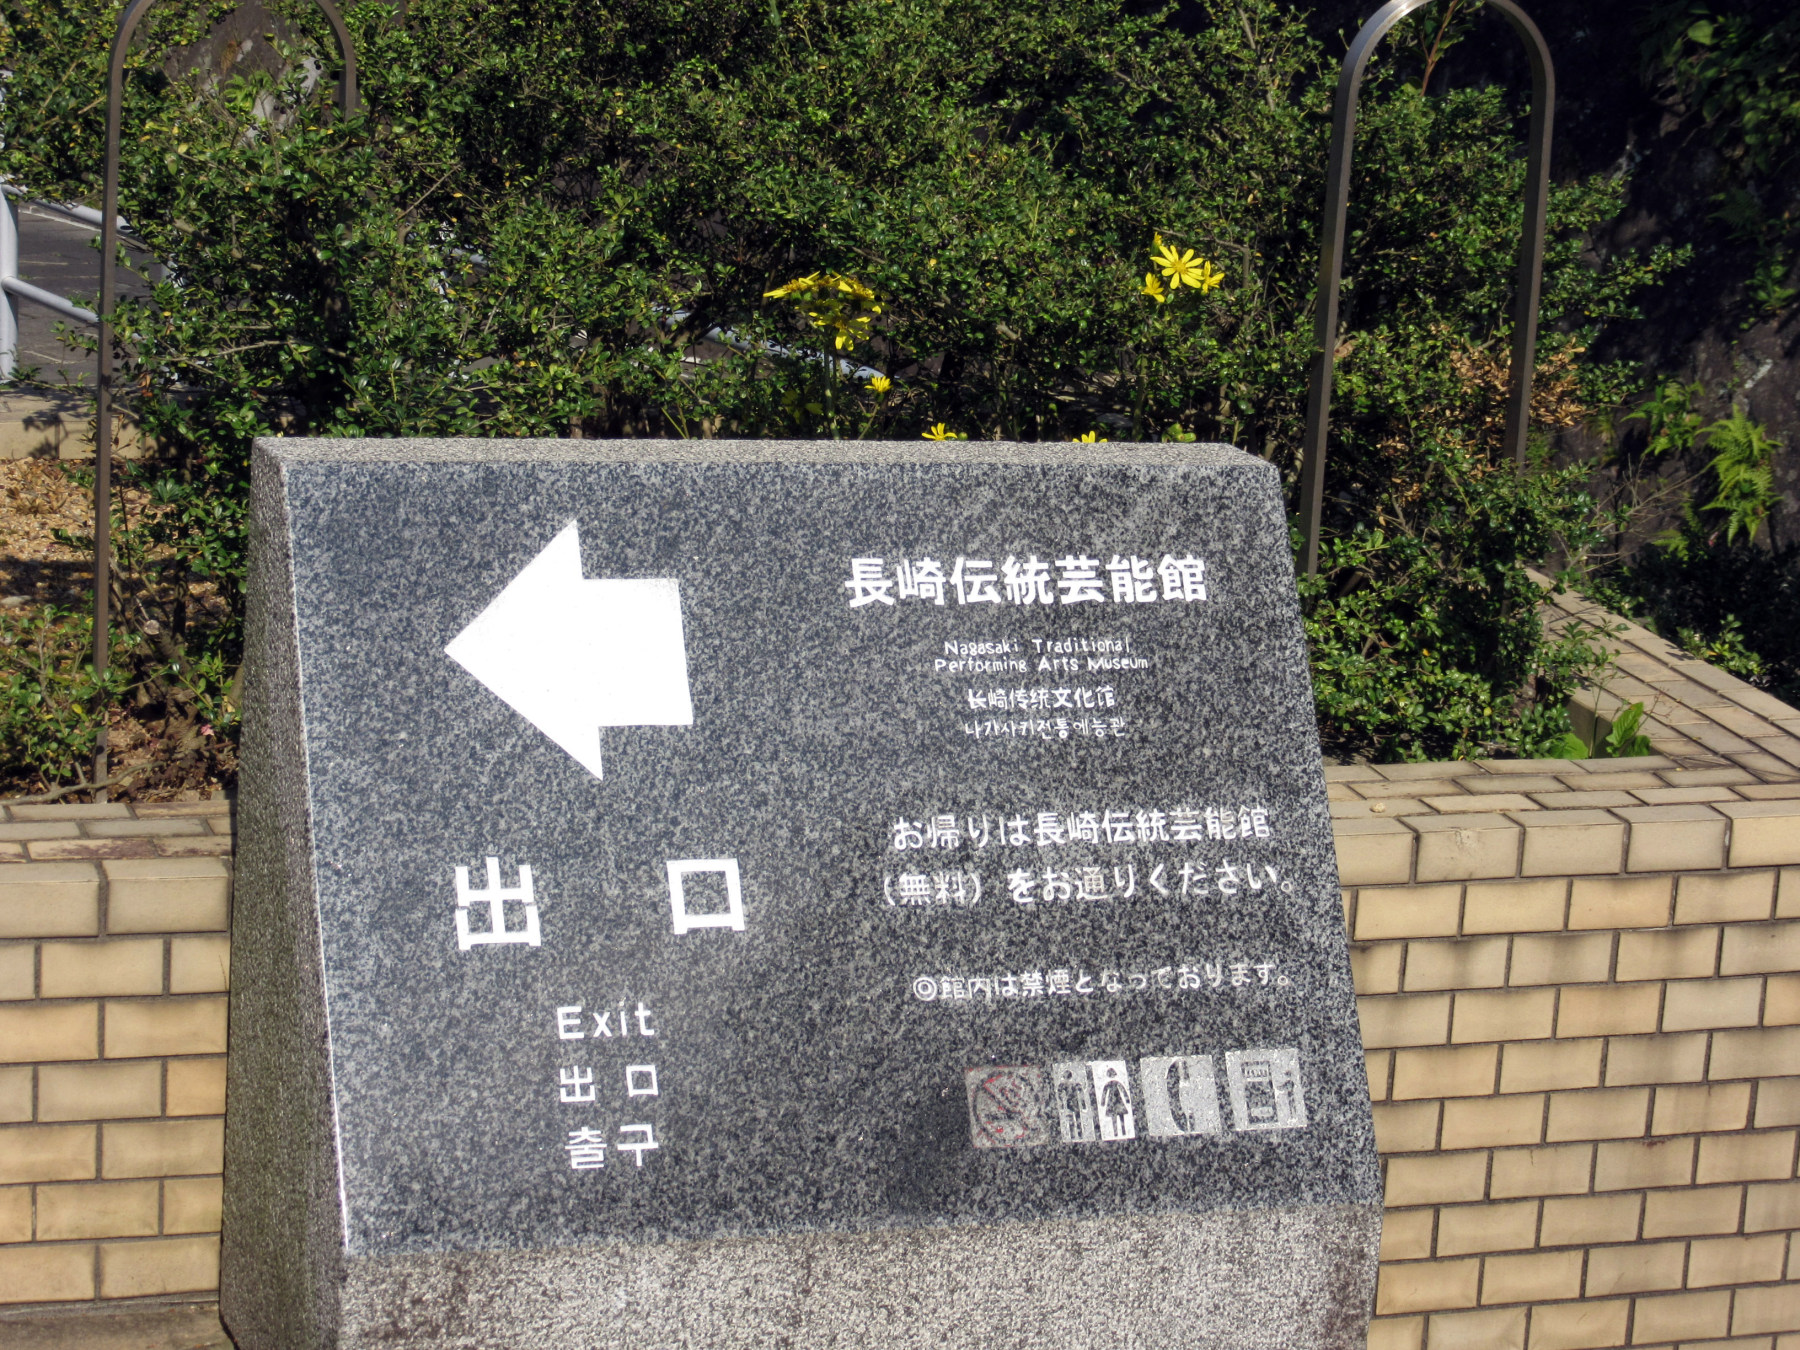 長崎伝統芸能館
Nagasaki Traditional
Performing Arts Museum
长崎传统文化馆
나가사키전통예능관
お帰りは長崎伝統芸能館
（無料）をお通りください。
◎館内は禁煙となっております。
出口
Exit
出口
출구